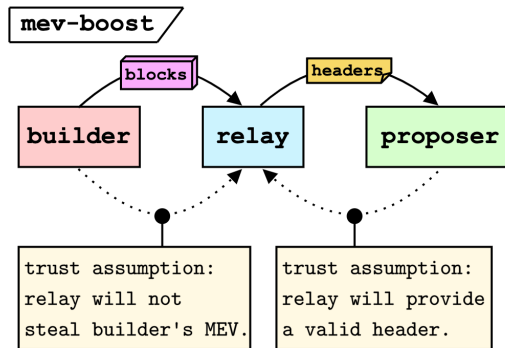 mev-boost
blocks
headers
builder
relay
proposer
trust assumption:
relay will not
steal builder's MEV.
trust assumption:
relay will provide
a valid header.